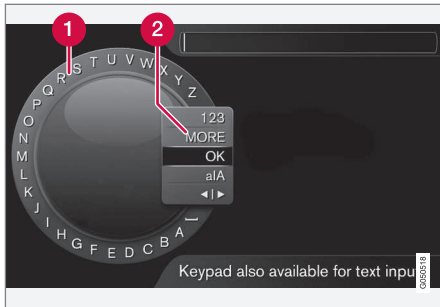 1
2
A B C D E F G H I J K L M N O P Q R S T U V W X Y Z
123
MORE
OK
a|A
◄|►
Keypad also available for text inpu
G050518